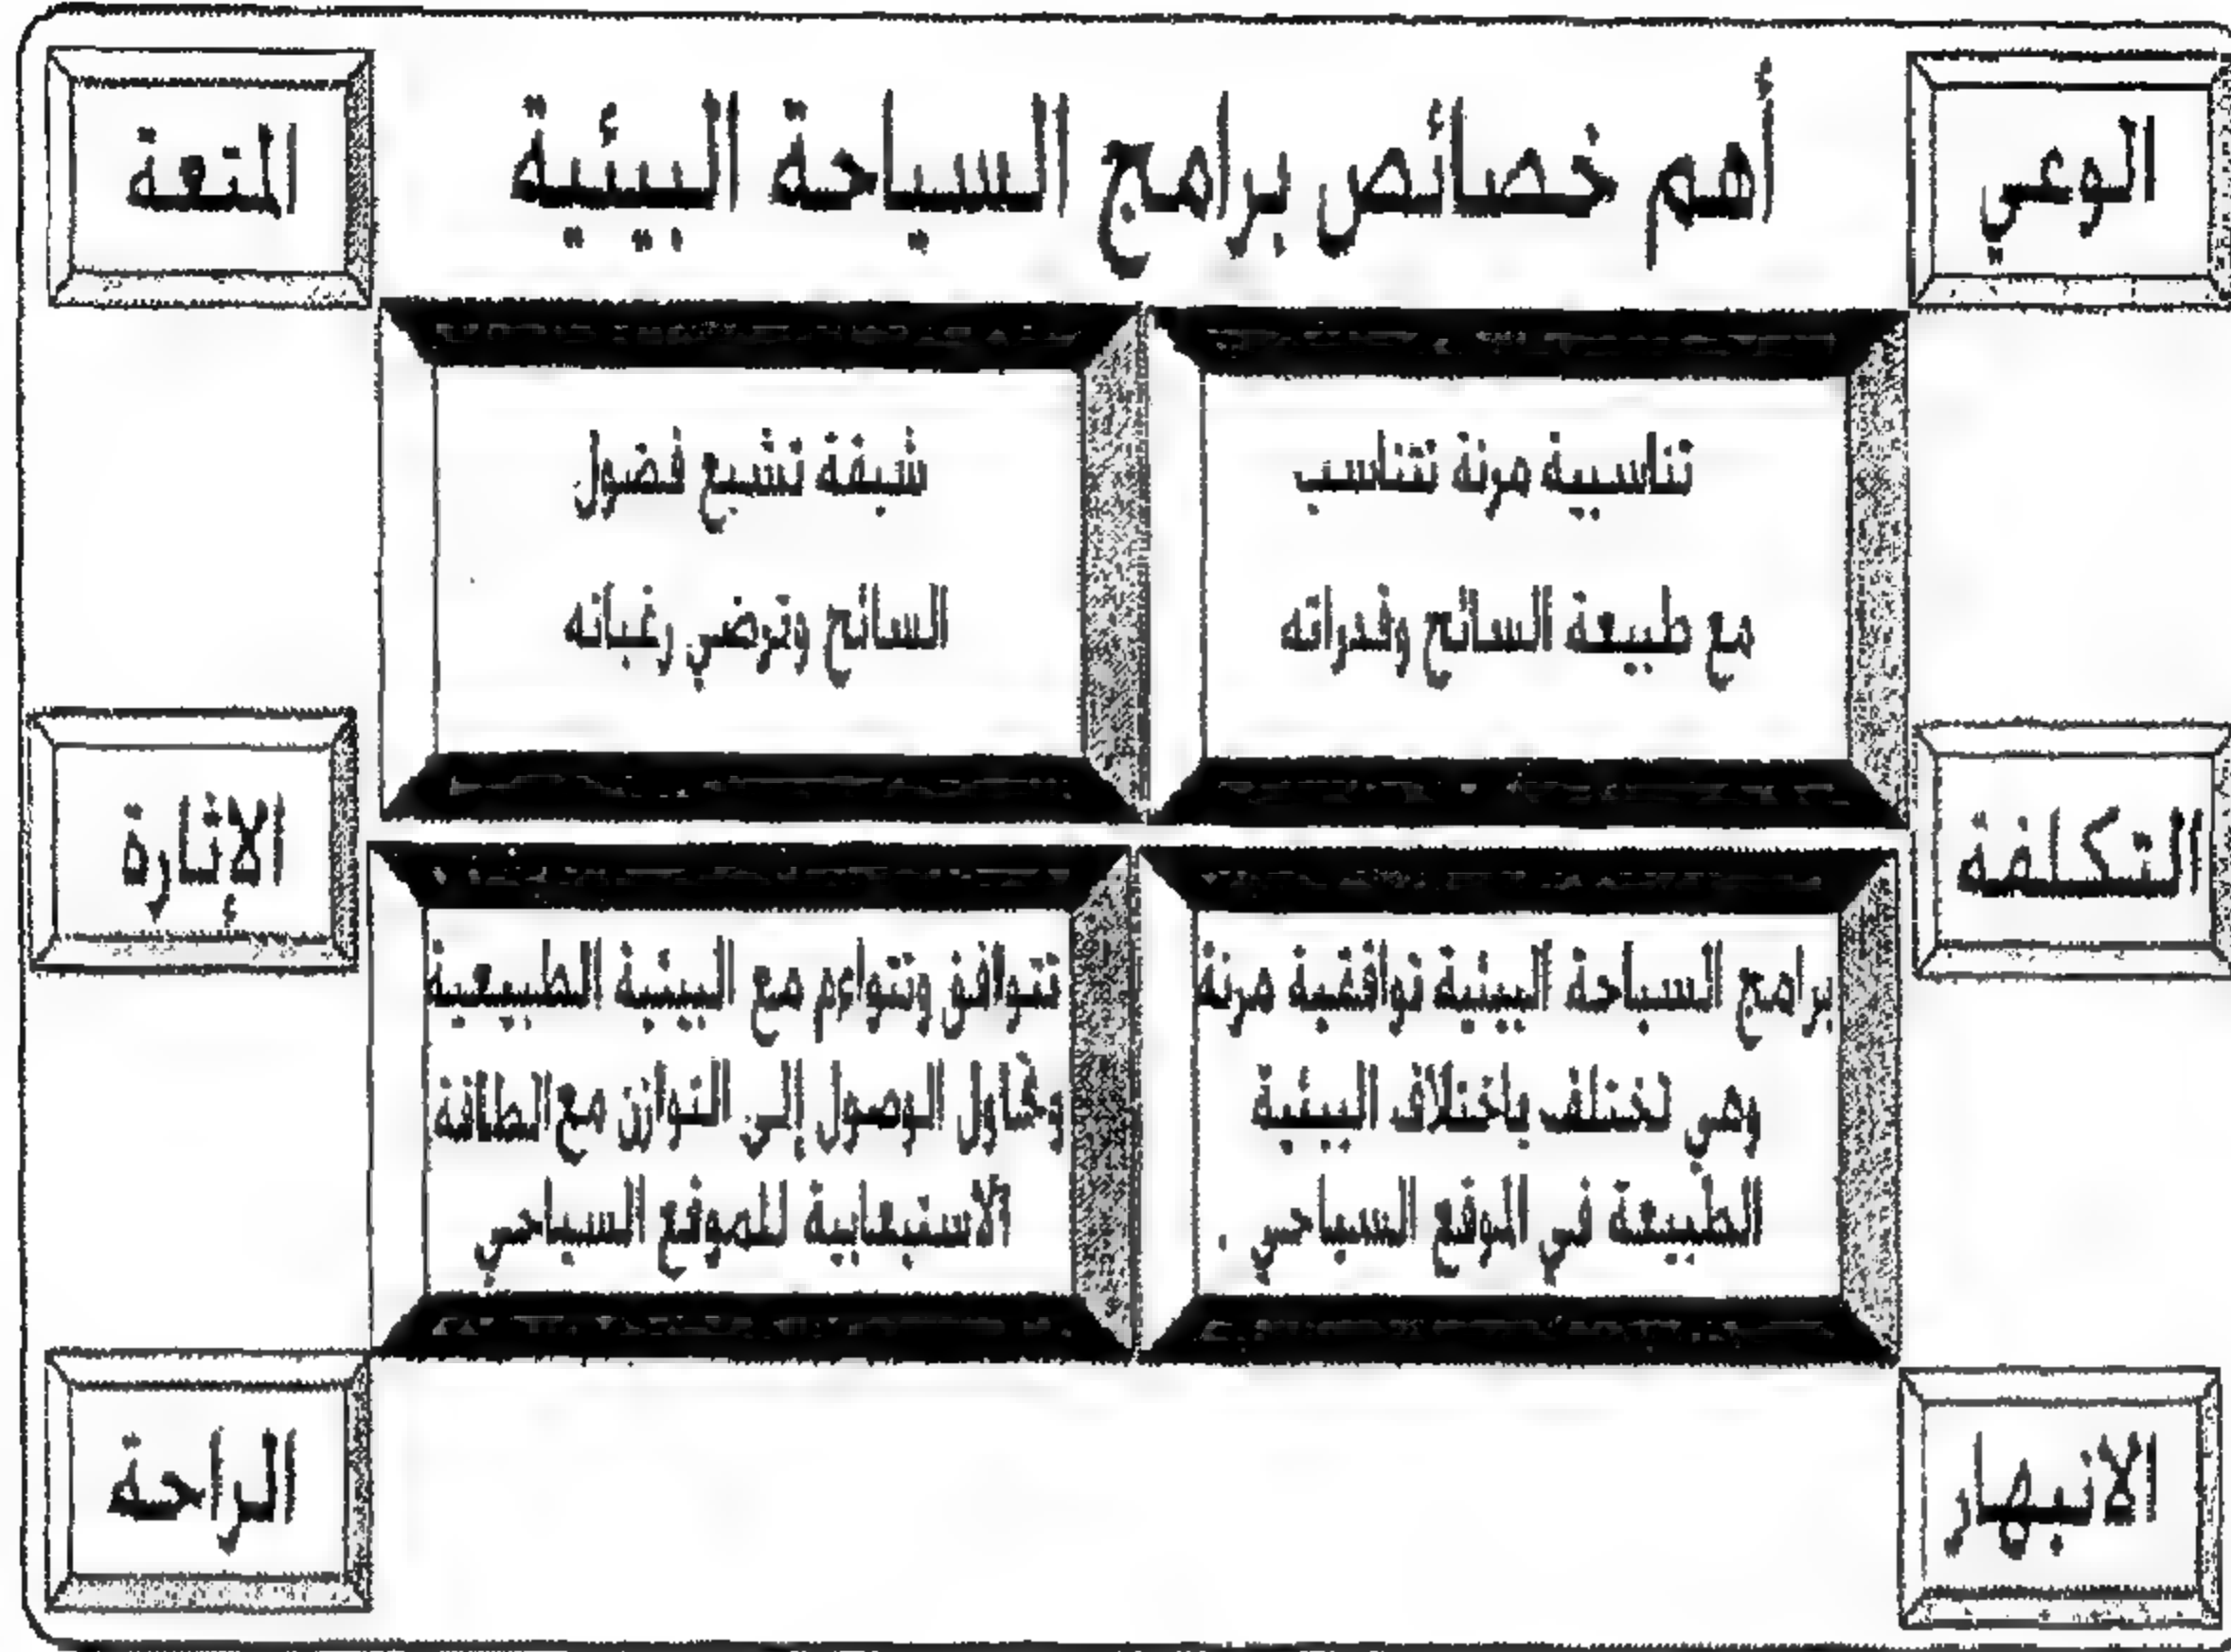 الوعي
أهم خصائص برامج السياحة البيئية
المتعة
تناسبية مرنة تتناسب
مع طبيعة السائح وقدراته
شيقة تشبع فضول
السائح وترضي رغباته
التكلفة
الإثارة
برامج السياحة البيئية توافقية مرنة
وهي تختلف باختلاف البيئية
الطبيعة في الموقع السياحي .
تتوافق وتتواءم مع البيئية الطبيعية
وتحاول الوصول إلى التوازن مع الطاقة
الاستيعابية للموقع السياحي
الانبهار
الراحة